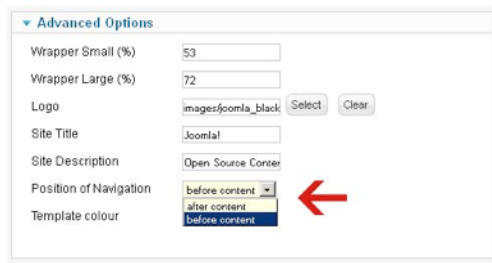 Advanced Options
Wrapper Small (%) 53
Wrapper Large (%) 72
Logo images/joomla_black Select Clear
Site Title Joomla!
Site Description Open Source Conter
Position of Navigation before content
after content
Template colour before content